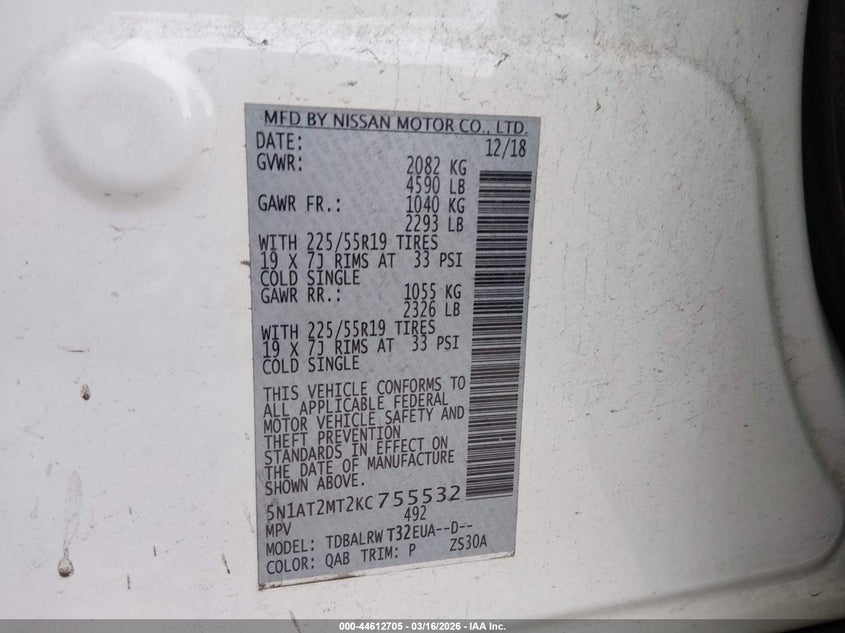 MFD BY NISSAN MOTOR CO., LTD.
DATE: 12/18
GVWR: 2082 KG
4590 LB
GAWR FR.: 1040 KG
2293 LB
WITH 225/55R19 TIRES
19 X 7J RIMS AT 33 PSI
COLD SINGLE
GAWR RR.: 1055 KG
2326 LB
WITH 225/55R19 TIRES
19 X 7J RIMS AT 33 PSI
COLD SINGLE
THIS VEHICLE CONFORMS TO
ALL APPLICABLE FEDERAL
MOTOR VEHICLE SAFETY AND
THEFT PREVENTION
STANDARDS IN EFFECT ON
THE DATE OF MANUFACTURE
SHOWN ABOVE.
5N1AT2MT2KC755532
MPV 492
MODEL: TDBALRW T32EUA--D--
COLOR: QAB TRIM: P ZS30A
000-44612705 - 03/16/2026 - IAA Inc.